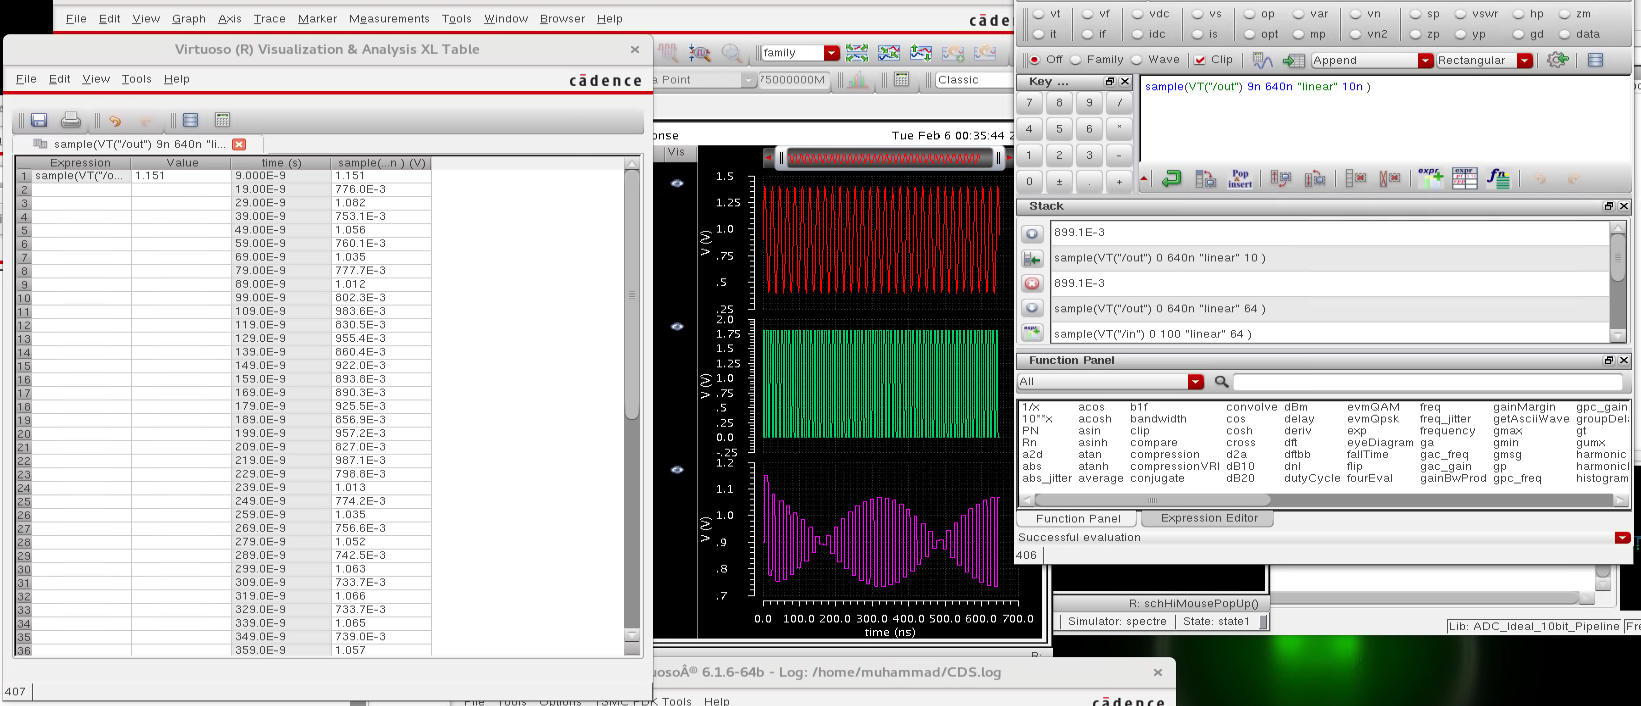 File Edit View Graph Axis Trace Marker Measurements Tools Window Browser Help
cādence
Virtuoso (R) Visualization & Analysis XL Table
File Edit View Tools Help
cādence
sample(VT("/out") 9n 640n "li...
Expression Value time (s) sample(...n ) (V)
1 sample(VT("/o... 1.151 9.000E-9 1.151
2 19.00E-9 776.0E-3
3 29.00E-9 1.082
4 39.00E-9 753.1E-3
5 49.00E-9 1.056
6 59.00E-9 760.1E-3
7 69.00E-9 1.035
8 79.00E-9 777.7E-3
9 89.00E-9 1.012
10 99.00E-9 802.3E-3
11 109.0E-9 983.6E-3
12 119.0E-9 830.5E-3
13 129.0E-9 955.4E-3
14 139.0E-9 860.4E-3
15 149.0E-9 922.0E-3
16 159.0E-9 893.8E-3
17 169.0E-9 890.3E-3
18 179.0E-9 925.5E-3
19 189.0E-9 856.9E-3
20 199.0E-9 957.2E-3
21 209.0E-9 827.0E-3
22 219.0E-9 987.1E-3
23 229.0E-9 798.8E-3
24 239.0E-9 1.013
25 249.0E-9 774.2E-3
26 259.0E-9 1.035
27 269.0E-9 756.6E-3
28 279.0E-9 1.052
29 289.0E-9 742.5E-3
30 299.0E-9 1.063
31 309.0E-9 733.7E-3
32 319.0E-9 1.066
33 329.0E-9 733.7E-3
34 339.0E-9 1.065
35 349.0E-9 739.0E-3
36 359.0E-9 1.057
407
family
a Point 75000000M Classic
onse Tue Feb 6 00:35:44 2
Vis
1.5
1.25
1.0
.75
.5
.25
V (V)
2.0
1.75
1.5
1.25
1.0
.75
.5
.25
0.0
-.25
V (V)
1.2
1.1
1.0
.9
.8
.7
V (V)
0.0 100.0 200.0 300.0 400.0 500.0 600.0 700.0
time (ns)
vt vf vdc vs op var vn sp vswr hp zm
it if idc is opt mp vn2 zp yp gd data
Off Family Wave Clip Append Rectangular
Key ...
7 8 9 /
4 5 6 *
1 2 3 -
0 ± . +
sample(VT("/out") 9n 640n "linear" 10n )
Pop insert
expr
expr
fn
Stack
899.1E-3
sample(VT("/out") 0 640n "linear" 10 )
899.1E-3
sample(VT("/out") 0 640n "linear" 64 )
sample(VT("/in") 0 100 "linear" 64 )
Function Panel
All
1/x acos b1f convolve dBm evmQAM freq gainMargin gpc_gain
10**x acosh bandwidth cos delay evmQpsk freq_jitter getAsciiWave groupDel
PN asin clip cosh deriv exp frequency gmax gt
Rn asinh compare cross dft eyeDiagram ga gmin gumx
a2d atan compression d2a dftbb fallTime gac_freq gmsg harmonic
abs atanh compressionVRI dB10 dnl flip gac_gain gp harmonicl
abs_jitter average conjugate dB20 dutyCycle fourEval gainBwProd gpc_freq histogram
Function Panel Expression Editor
Successful evaluation
406
R: schHiMousePopUp()
Simulator: spectre State: state1
Lib: ADC_Ideal_10bit_Pipeline Fre
R:
uosoÂ® 6.1.6-64b - Log: /home/muhammad/CDS.log
File Tools Options TSMC PDK Tools Help
cādence